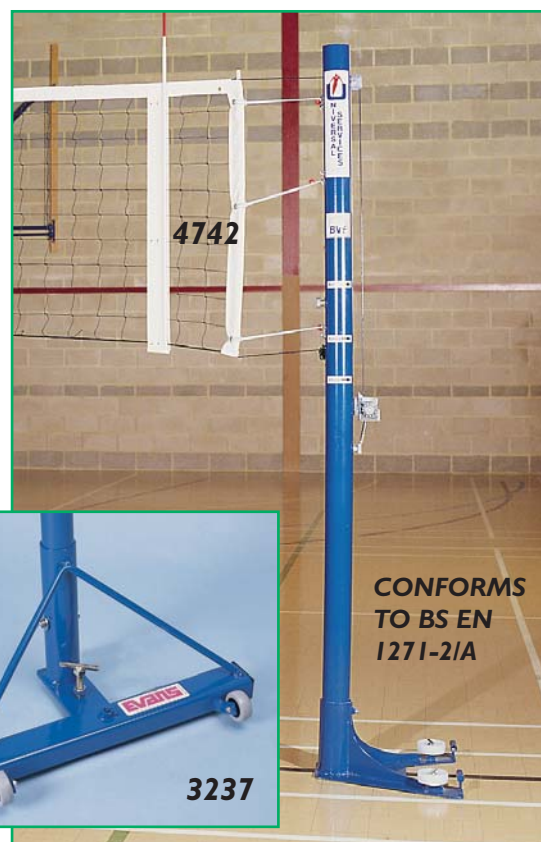 UNIVERSAL
SERVICES
BVF
4742
CONFORMS
TO BS EN
1271-2/A
EVANS
3237